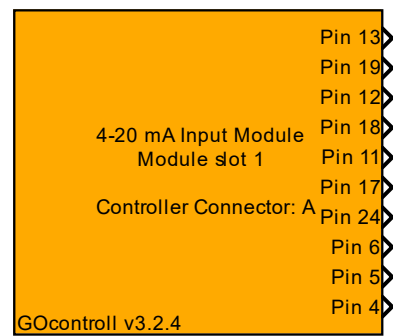 Pin 13
Pin 19
Pin 12
Pin 18
4-20 mA Input Module
Module slot 1
Pin 11
Pin 17
Controller Connector: A
Pin 24
Pin 6
Pin 5
Pin 4
GOcontroll v3.2.4